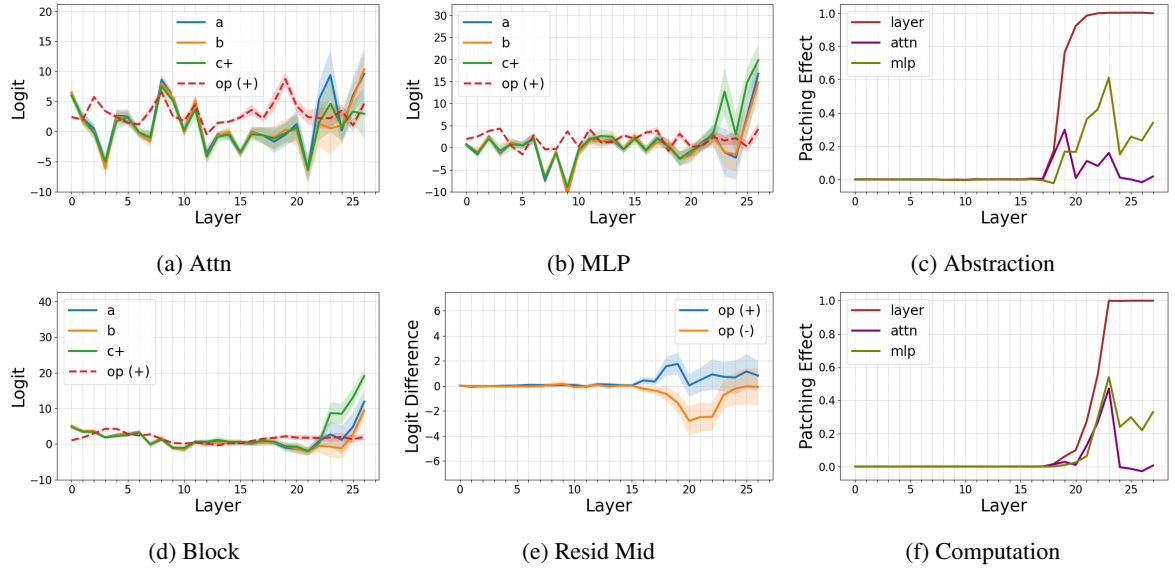 Logit
20
15
10
5
0
-5
-10
0 5 10 15 20 25
Layer
a
b
c+
op (+)
(a) Attn
Logit
30
25
20
15
10
5
0
-5
-10
0 5 10 15 20 25
Layer
a
b
c+
op (+)
(b) MLP
Patching Effect
1.0
0.8
0.6
0.4
0.2
0.0
0 5 10 15 20 25
Layer
layer
attn
mlp
(c) Abstraction
Logit
40
30
20
10
0
-10
0 5 10 15 20 25
Layer
a
b
c+
op (+)
(d) Block
Logit Difference
6
4
2
0
-2
-4
-6
0 5 10 15 20 25
Layer
op (+)
op (-)
(e) Resid Mid
Patching Effect
1.0
0.8
0.6
0.4
0.2
0.0
0 5 10 15 20 25
Layer
layer
attn
mlp
(f) Computation